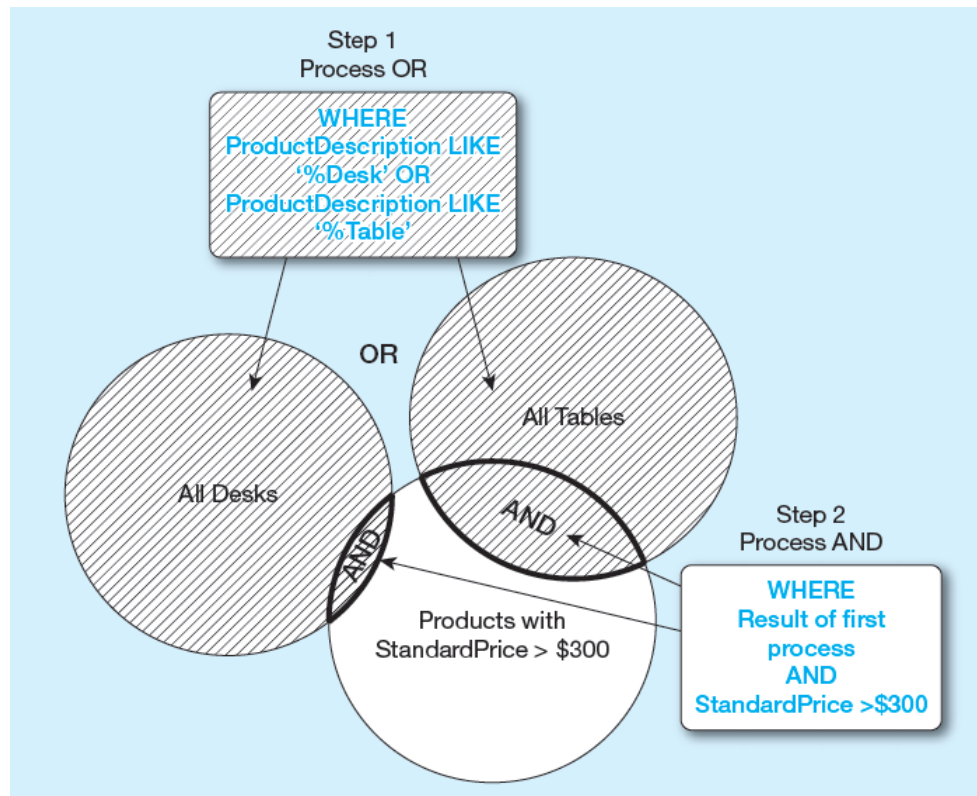 Step 1
Process OR
WHERE
ProductDescription LIKE
‘%Desk’ OR
ProductDescription LIKE
‘%Table’
OR
All Tables
All Desks
AND
AND
Step 2
Process AND
Products with
StandardPrice > $300
WHERE
Result of first
process
AND
StandardPrice >$300